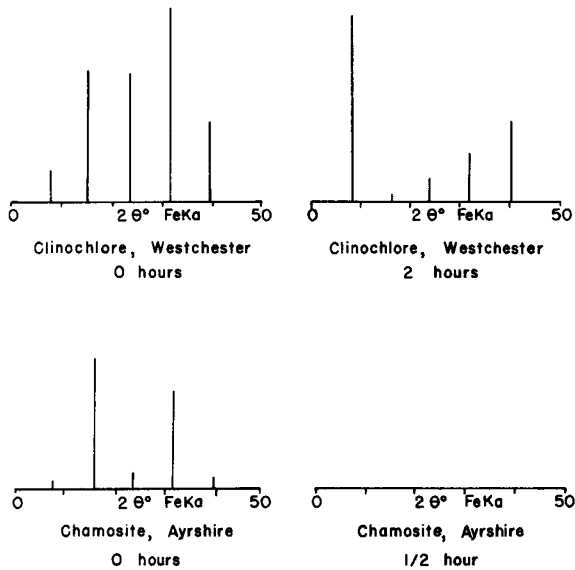 0 2θ° FeKa 50
Clinochlore, Westchester
0 hours
0 2θ° FeKa 50
Clinochlore, Westchester
2 hours
0 2θ° FeKa 50
Chamosite, Ayrshire
0 hours
0 2θ° FeKa 50
Chamosite, Ayrshire
1/2 hour